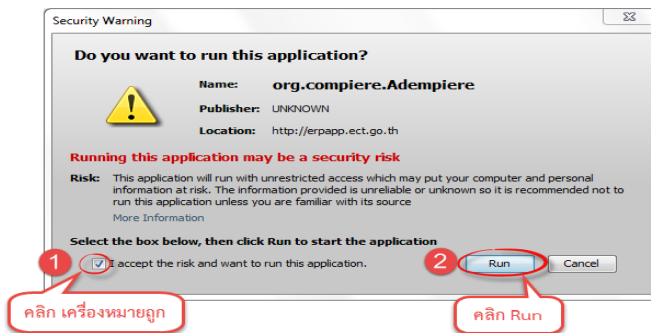 Security Warning
Do you want to run this application?
Name: org.compiere.Adempiere
Publisher: UNKNOWN
Location: http://erpapp.ect.go.th
Running this application may be a security risk
Risk: This application will run with unrestricted access which may put your computer and personal
information at risk. The information provided is unreliable or unknown so it is recommended not to
run this application unless you are familiar with its source
More Information
Select the box below, then click Run to start the application
1 I accept the risk and want to run this application. 2 Run Cancel
คลิก เครื่องหมายถูก
คลิก Run